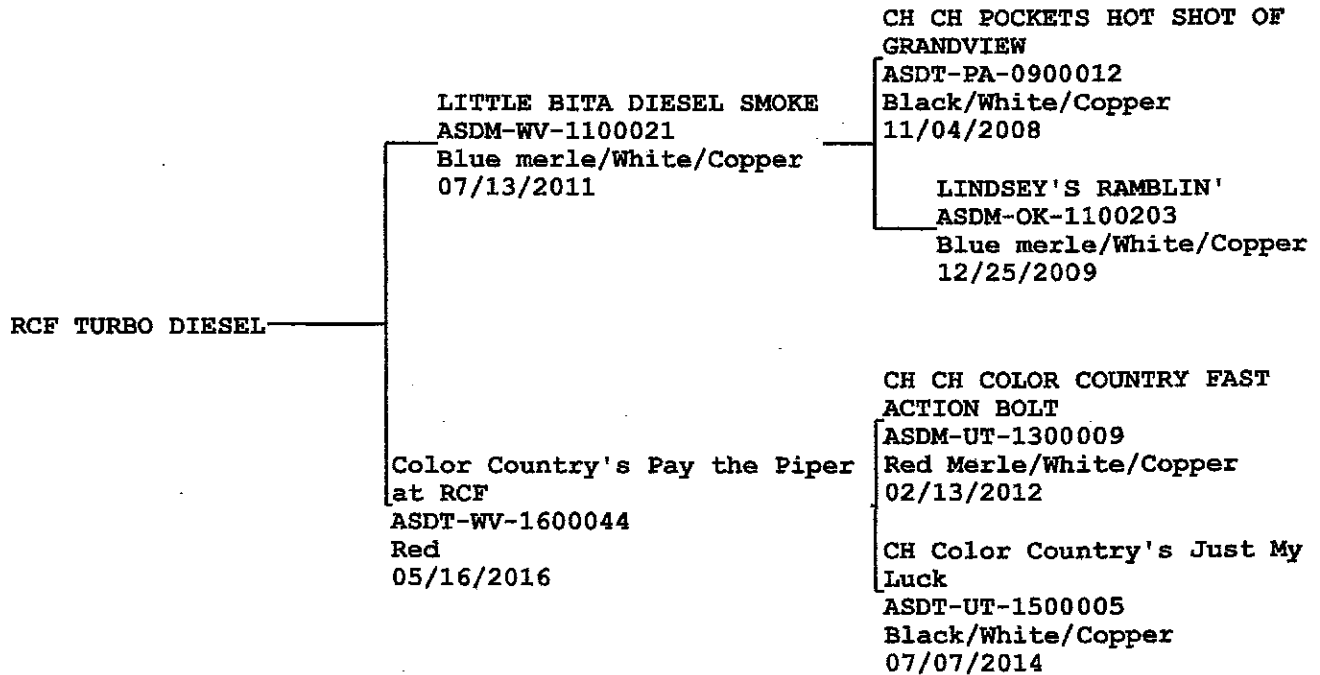 CH CH POCKETS HOT SHOT OF
GRANDVIEW
ASDT-PA-0900012
Black/White/Copper
11/04/2008
LITTLE BITA DIESEL SMOKE
ASDM-WV-1100021
Blue merle/White/Copper
07/13/2011
LINDSEY'S RAMBLIN'
ASDM-OK-1100203
Blue merle/White/Copper
12/25/2009
RCF TURBO DIESEL
CH CH COLOR COUNTRY FAST
ACTION BOLT
ASDM-UT-1300009
Red Merle/White/Copper
02/13/2012
Color Country's Pay the Piper
at RCF
ASDT-WV-1600044
Red
05/16/2016
CH Color Country's Just My
Luck
ASDT-UT-1500005
Black/White/Copper
07/07/2014